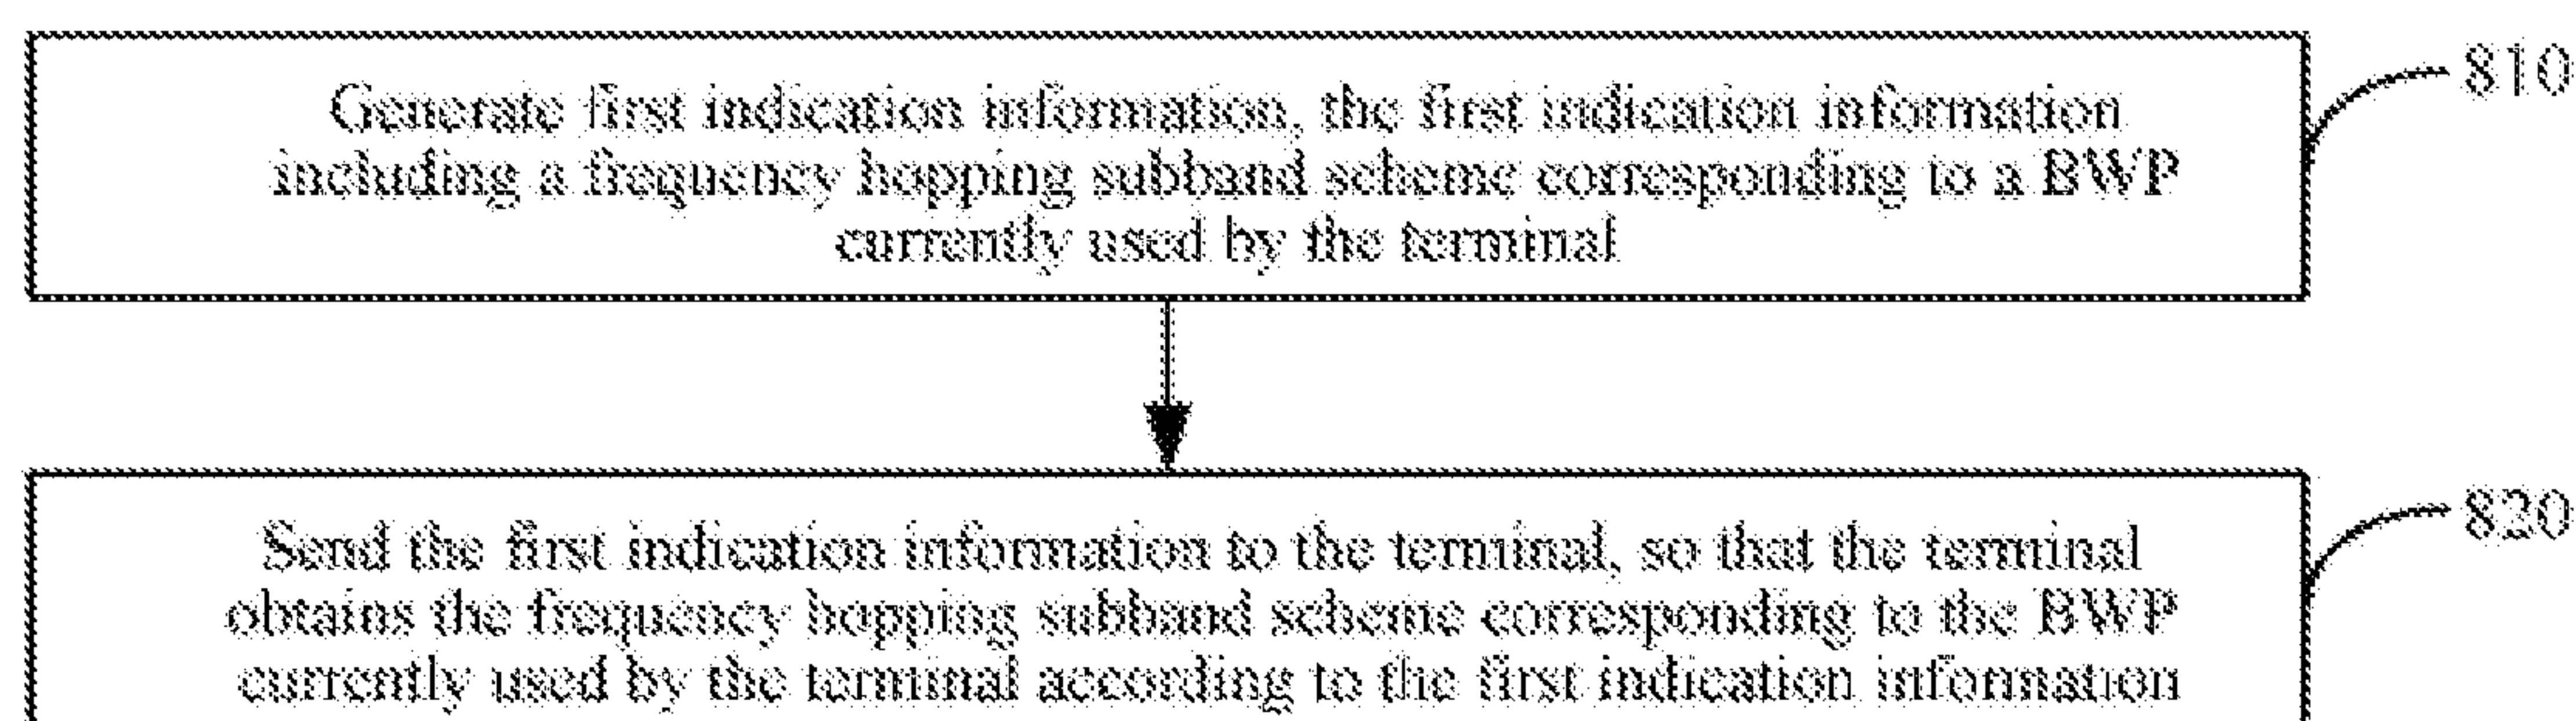 810
Generate first indication information, the first indication information
including a frequency hopping subband scheme corresponding to a BWP
currently used by the terminal
820
Send the first indication information to the terminal, so that the terminal
obtains the frequency hopping subband scheme corresponding to the BWP
currently used by the terminal according to the first indication information